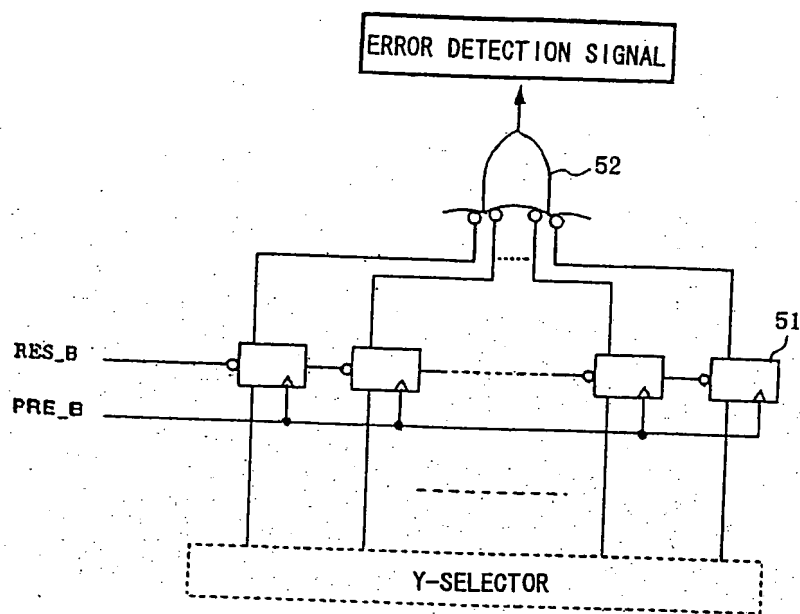 ERROR DETECTION SIGNAL
52
51
RES_B
PRE_B
Y-SELECTOR